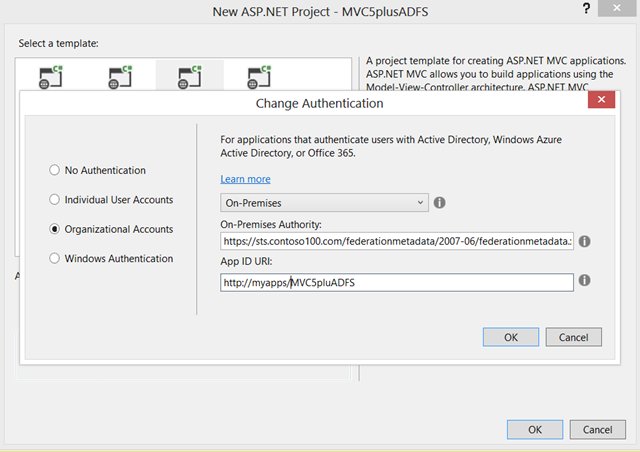 New ASP.NET Project - MVC5plusADFS
?
Select a template:
A project template for creating ASP.NET MVC applications.
ASP.NET MVC allows you to build applications using the
Model-View-Controller architecture. ASP.NET MVC
Change Authentication
No Authentication
Individual User Accounts
Organizational Accounts
Windows Authentication
For applications that authenticate users with Active Directory, Windows Azure
Active Directory, or Office 365.
Learn more
On-Premises
On-Premises Authority:
https://sts.contoso100.com/federationmetadata/2007-06/federationmetadata.
App ID URI:
http://myapps/MVC5pluADFS
OK
Cancel
A
OK
Cancel